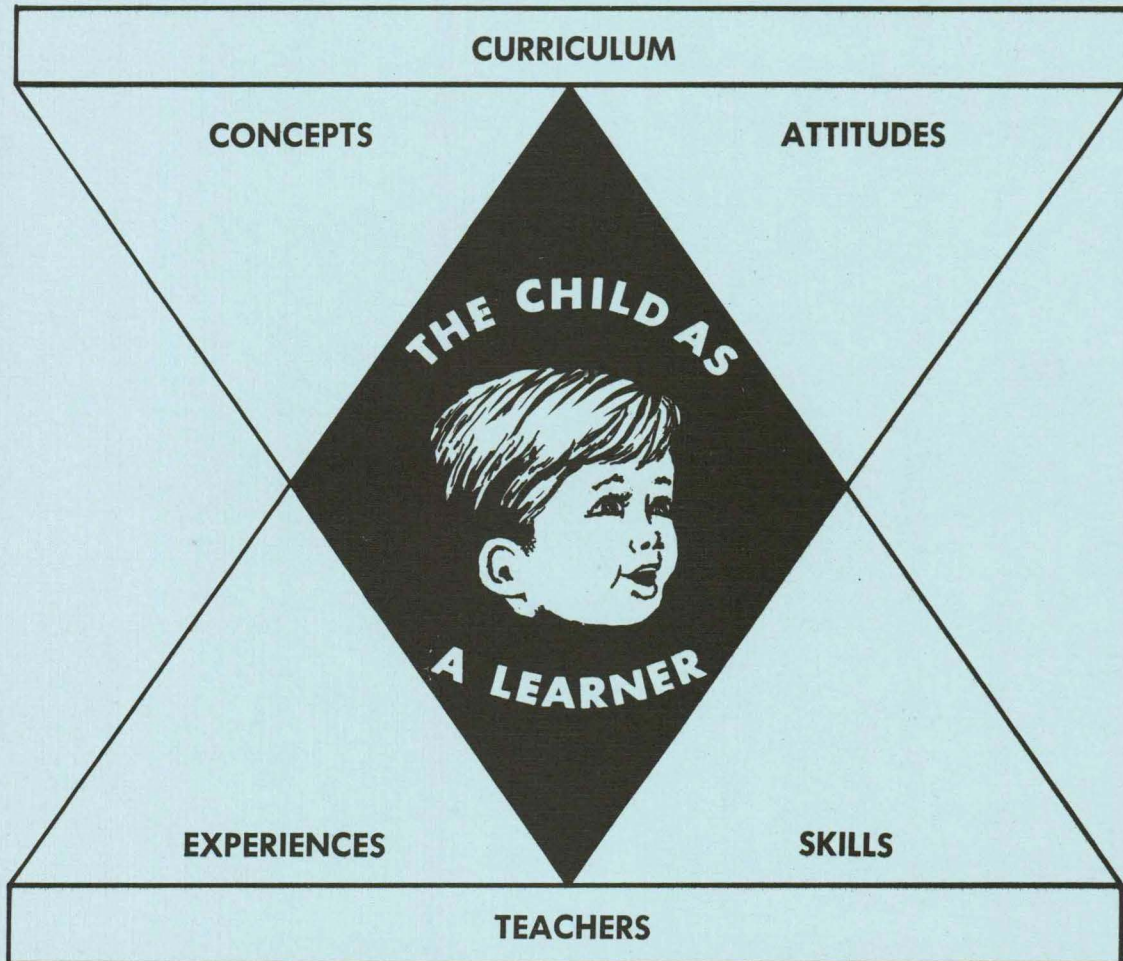 CURRICULUM
CONCEPTS
ATTITUDES
THE CHILD AS
A LEARNER
EXPERIENCES
SKILLS
TEACHERS